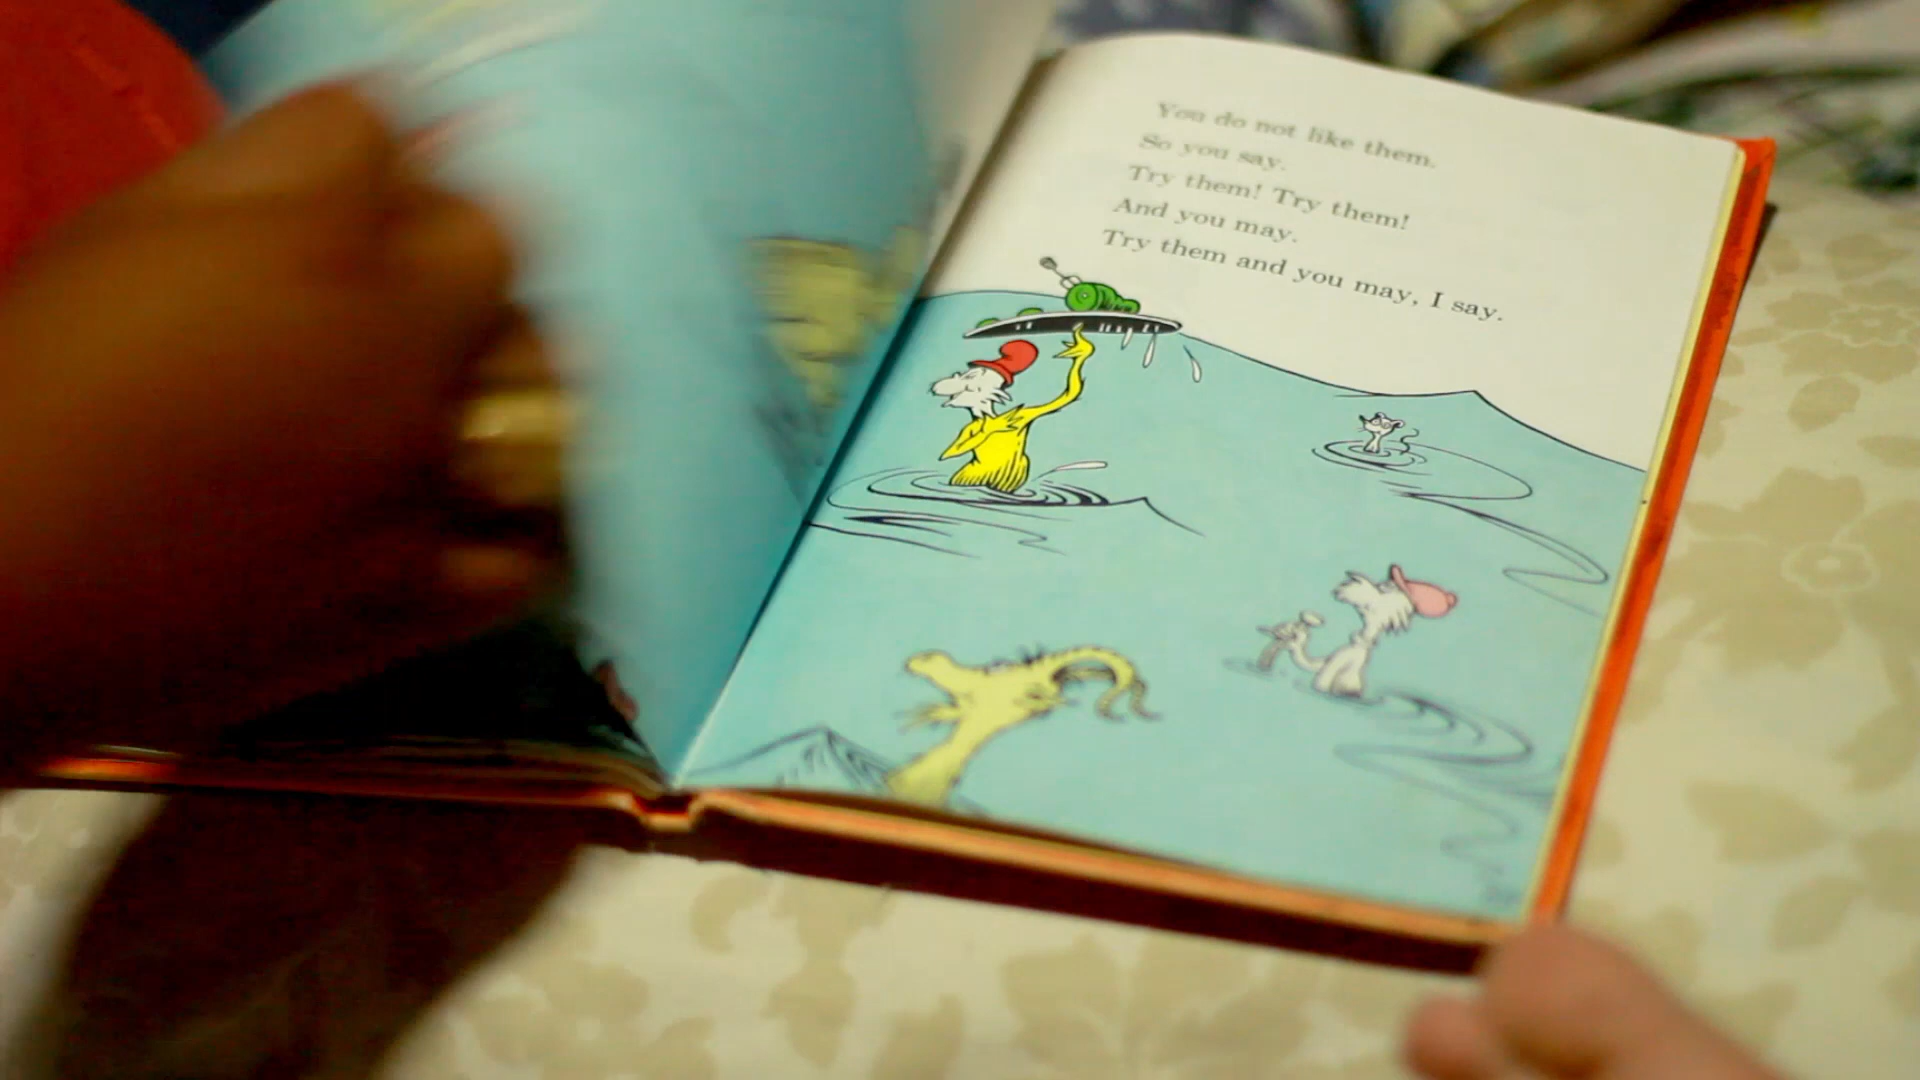 You do not like them.
So you say.
Try them! Try them!
And you may.
Try them and you may, I say.